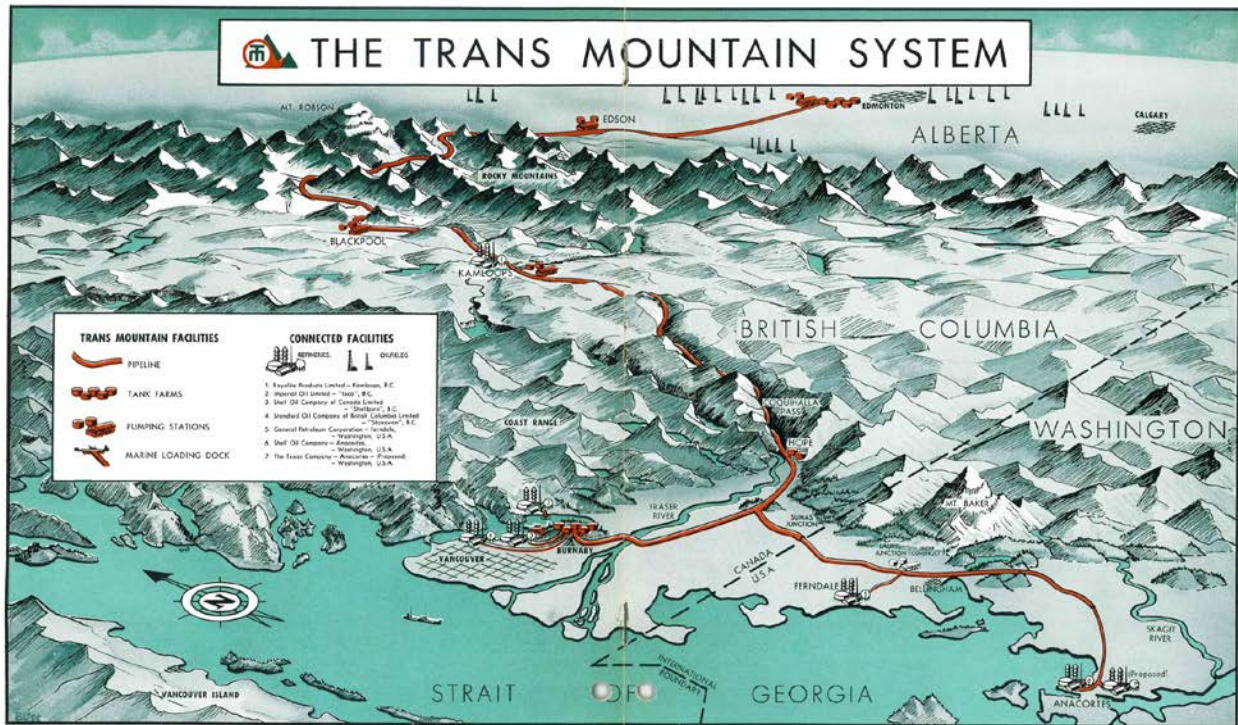 THE TRANS MOUNTAIN SYSTEM
MT. ROBSON
EDSON
EDMONTON
CALGARY
ALBERTA
ROCKY MOUNTAINS
BLACKPOOL
KAMLOOPS
BRITISH COLUMBIA
TRANS MOUNTAIN FACILITIES
PIPELINE
TANK FARMS
PUMPING STATIONS
MARINE LOADING DOCK
CONNECTED FACILITIES
REFINERIES.
OILFIELDS
1. Royalite Products Limited — Kamloops, B.C.
2. Imperial Oil Limited — "Ioco", B.C.
3. Shell Oil Company of Canada Limited
— "Shellburn", B.C.
4. Standard Oil Company of British Columbia Limited
— "Stanovan", B.C.
5. General Petroleum Corporation — Ferndale,
— Washington, U.S.A.
6. Shell Oil Company — Anacortes,
— Washington, U.S.A.
7. The Texas Company — Anacortes (Proposed)
— Washington, U.S.A.
COAST RANGE
COQUIHALLA
PASS
HOPE
WASHINGTON
MT. BAKER
FRASER
RIVER
SUMAS
JUNCTION
VANCOUVER
BURNABY
CANADA
U.S.A.
JUNCTION
FERNDALE
BELLINGHAM
SKAGIT
RIVER
INTERNATIONAL
BOUNDARY
(Proposed)
ANACORTES
VANCOUVER ISLAND
STRAIT OF GEORGIA